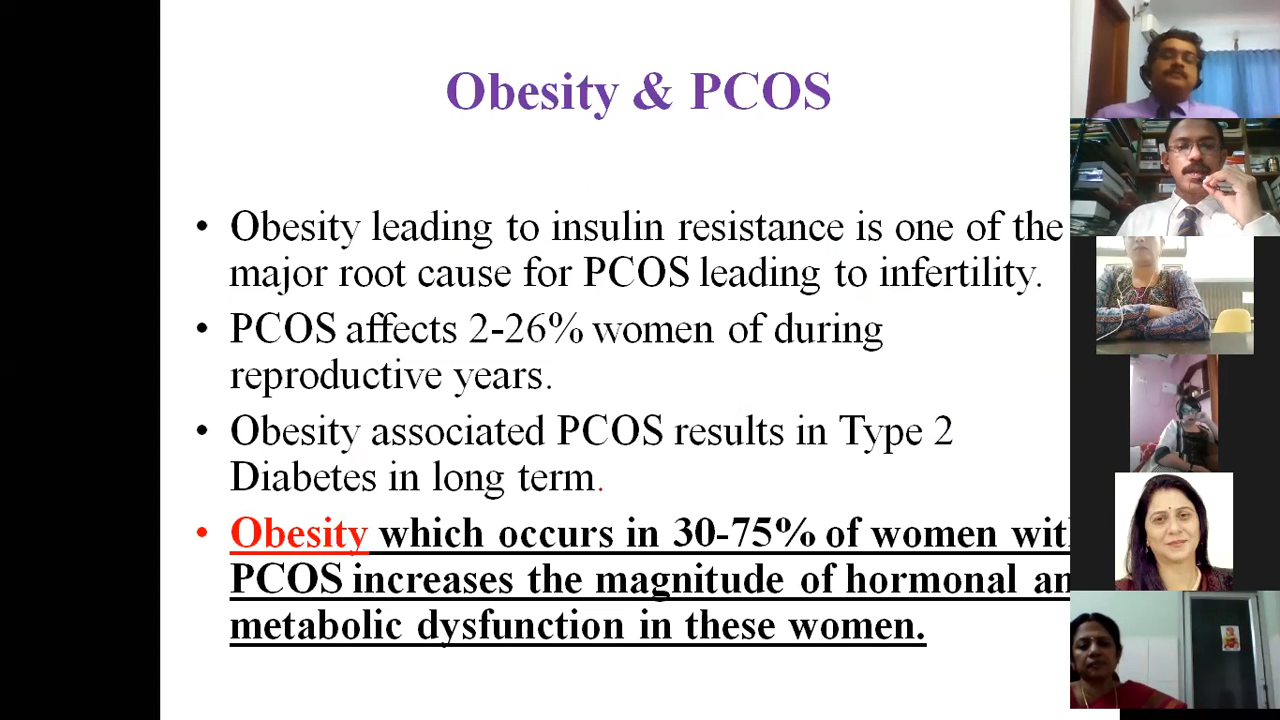 Obesity & PCOS
• Obesity leading to insulin resistance is one of the
major root cause for PCOS leading to infertility.
• PCOS affects 2-26% women of during
reproductive years.
• Obesity associated PCOS results in Type 2
Diabetes in long term.
• Obesity which occurs in 30-75% of women
PCOS increases the magnitude of hormonal
metabolic dysfunction in these women.